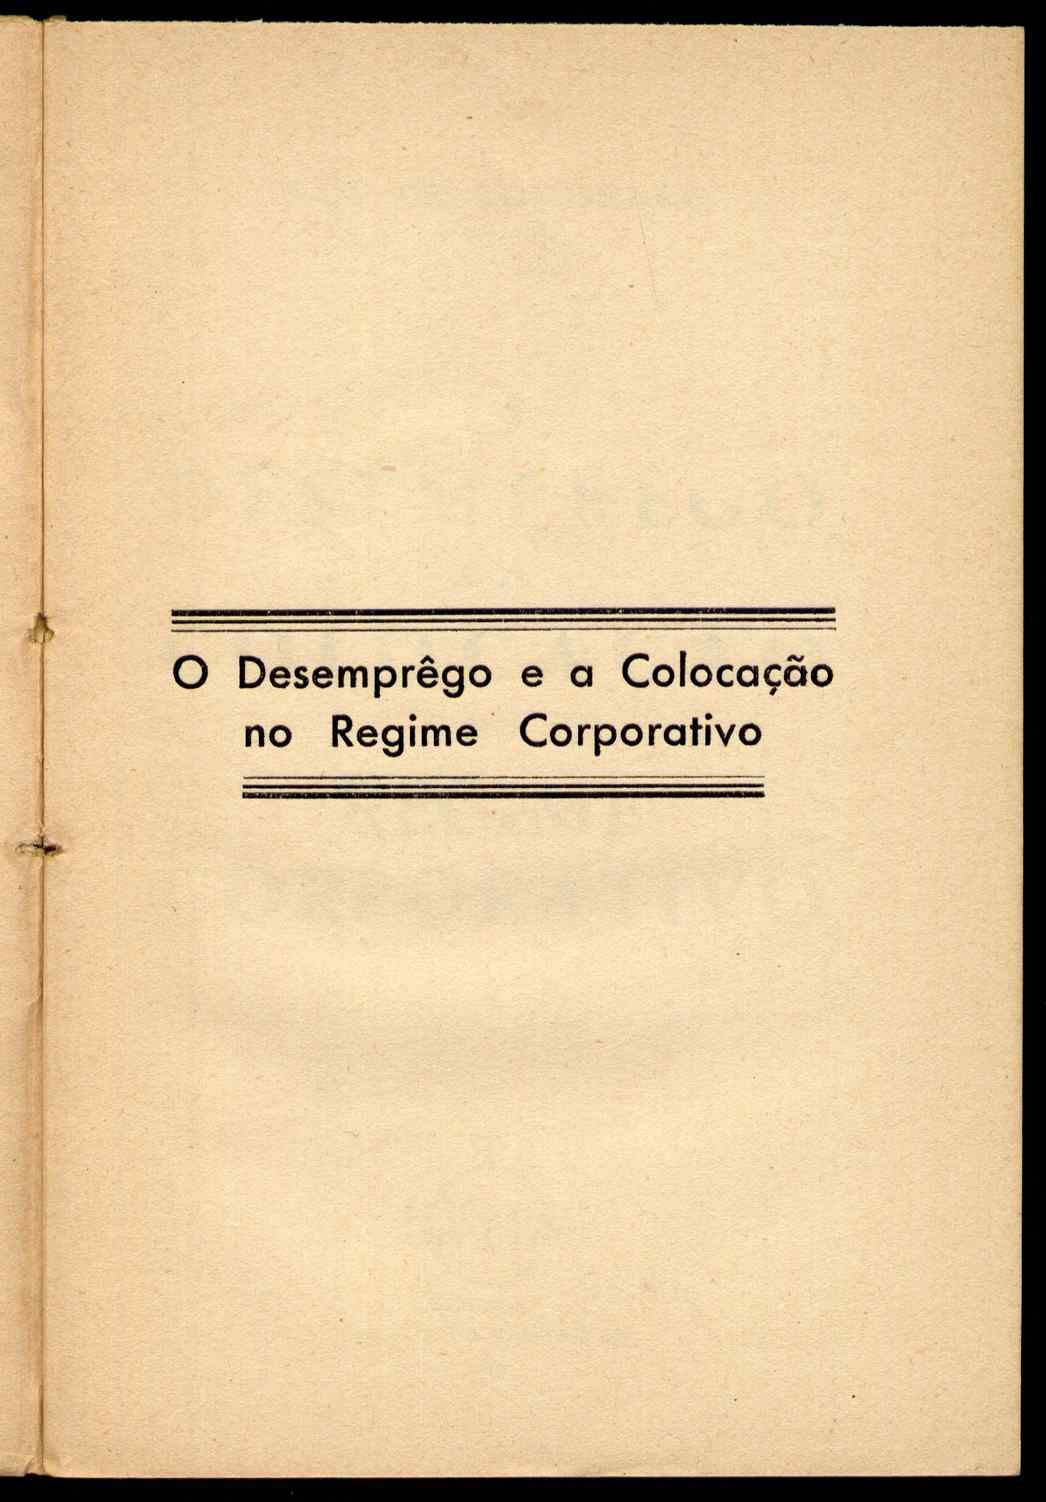 O Desemprêgo e a Colocação
no Regime Corporativo